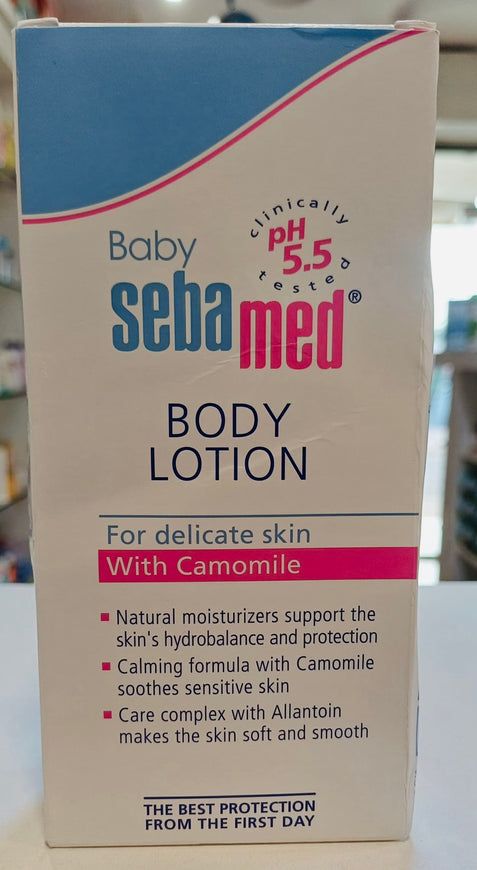 Baby
clinically
pH
5.5
tested
sebamed®
BODY
LOTION
For delicate skin
With Camomile
Natural moisturizers support the
skin's hydrobalance and protection
Calming formula with Camomile
soothes sensitive skin
Care complex with Allantoin
makes the skin soft and smooth
THE BEST PROTECTION
FROM THE FIRST DAY